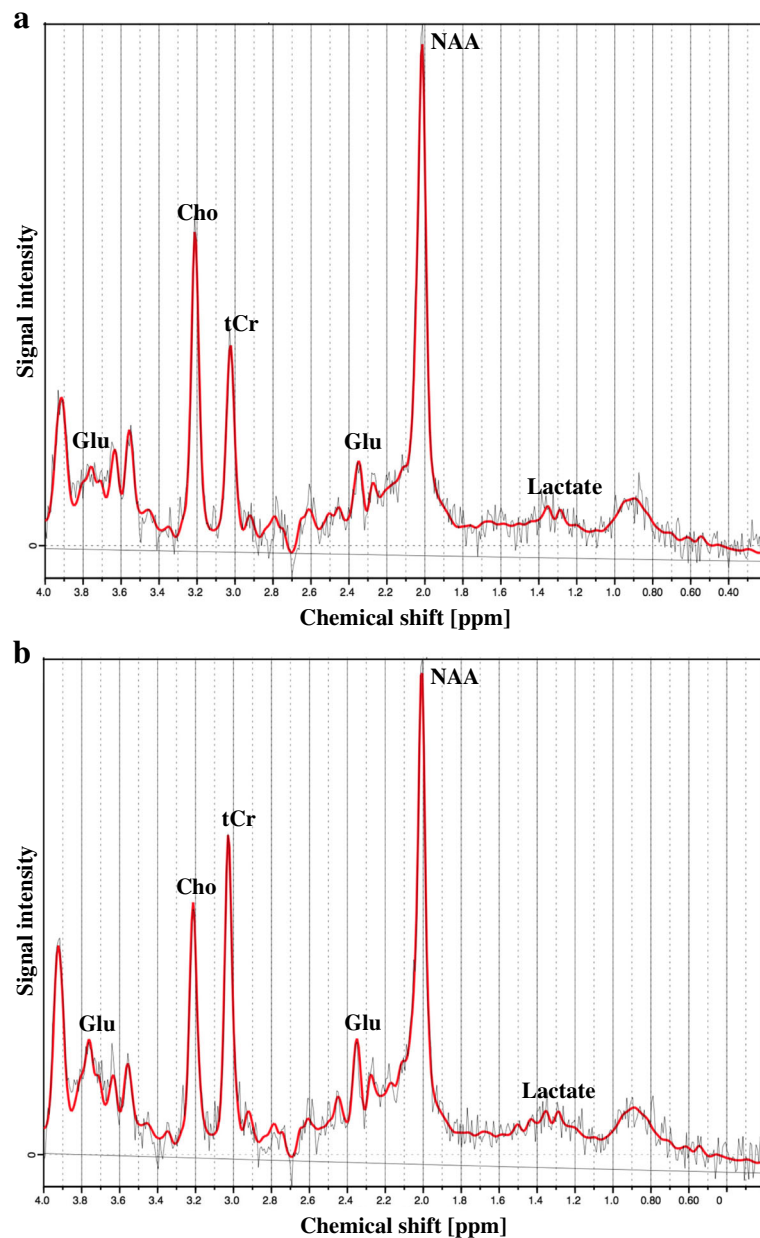 a
NAA
Cho
tCr
Glu
Glu
Lactate
Signal intensity
0
4.0 3.8 3.6 3.4 3.2 3.0 2.8 2.6 2.4 2.2 2.0 1.8 1.6 1.4 1.2 1.0 0.80 0.60 0.40
Chemical shift [ppm]
b
NAA
tCr
Cho
Glu
Glu
Lactate
Signal intensity
0
4.0 3.8 3.6 3.4 3.2 3.0 2.8 2.6 2.4 2.2 2.0 1.8 1.6 1.4 1.2 1.0 0.80 0.60 0
Chemical shift [ppm]